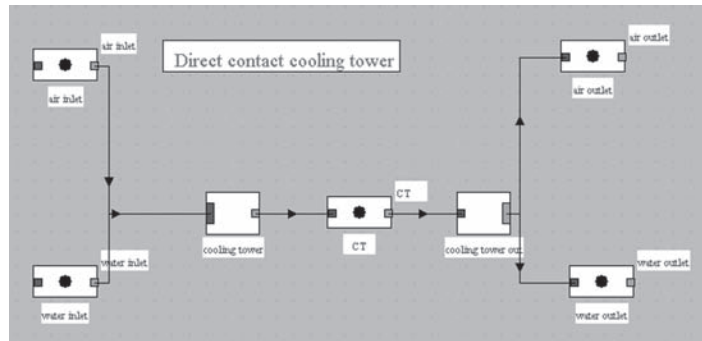 air inlet
air outlet
Direct contact cooling tower
air inlet
air outlet
CT
cooling tower
CT
cooling tower out
water inlet
water outlet
water inlet
water outlet